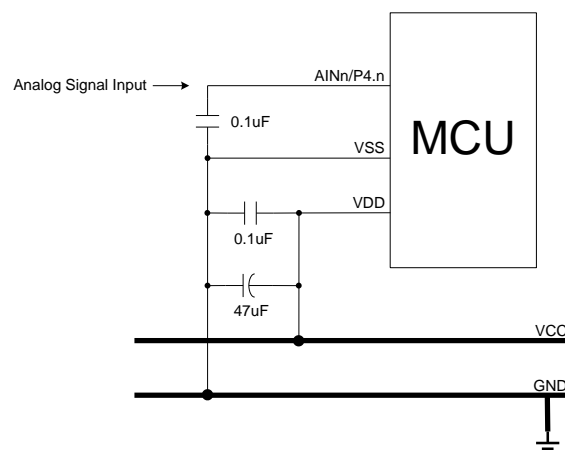 AINn/P4.n
Analog Signal Input
0.1uF
MCU
VSS
VDD
0.1uF
47uF
VCC
GND